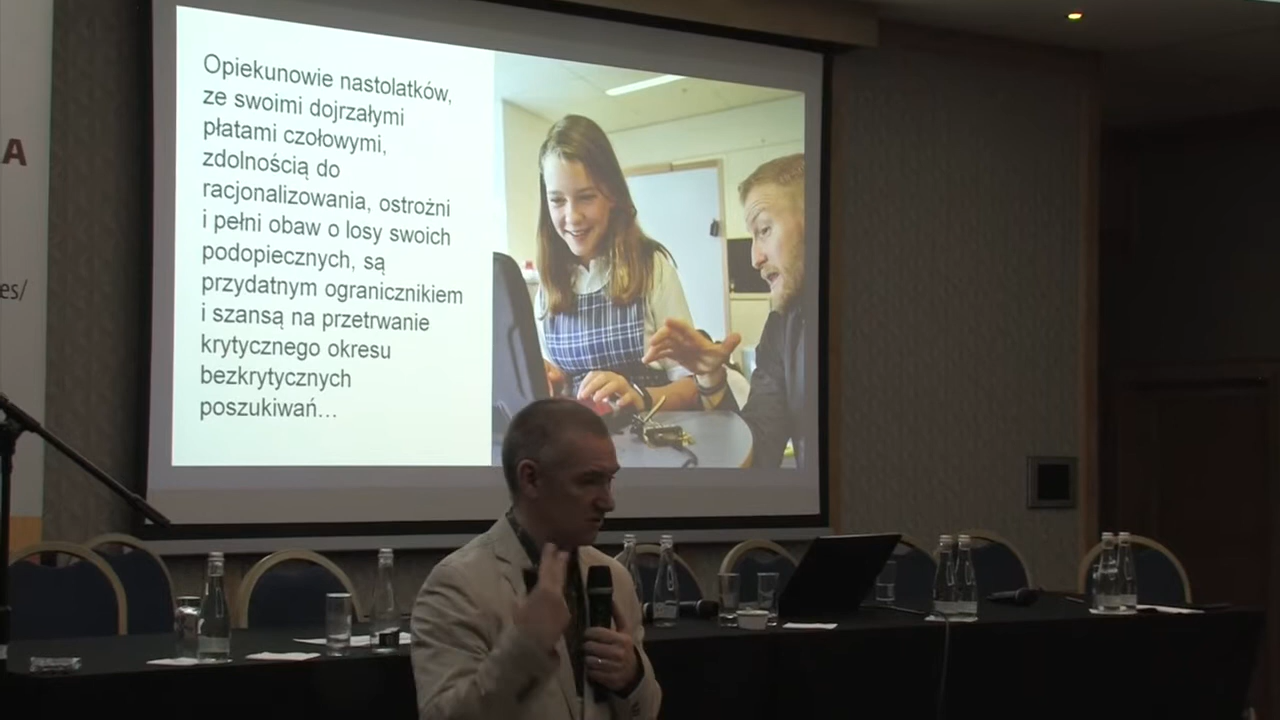 Opiekunowie nastolatków,
ze swoimi dojrzałymi
płatami czołowymi,
zdolnością do
racjonalizowania, ostrożni
i pełni obaw o losy swoich
podopiecznych, są
przydatnym ogranicznikiem
i szansą na przetrwanie
krytycznego okresu
bezkrytycznych
poszukiwań...
A
es/